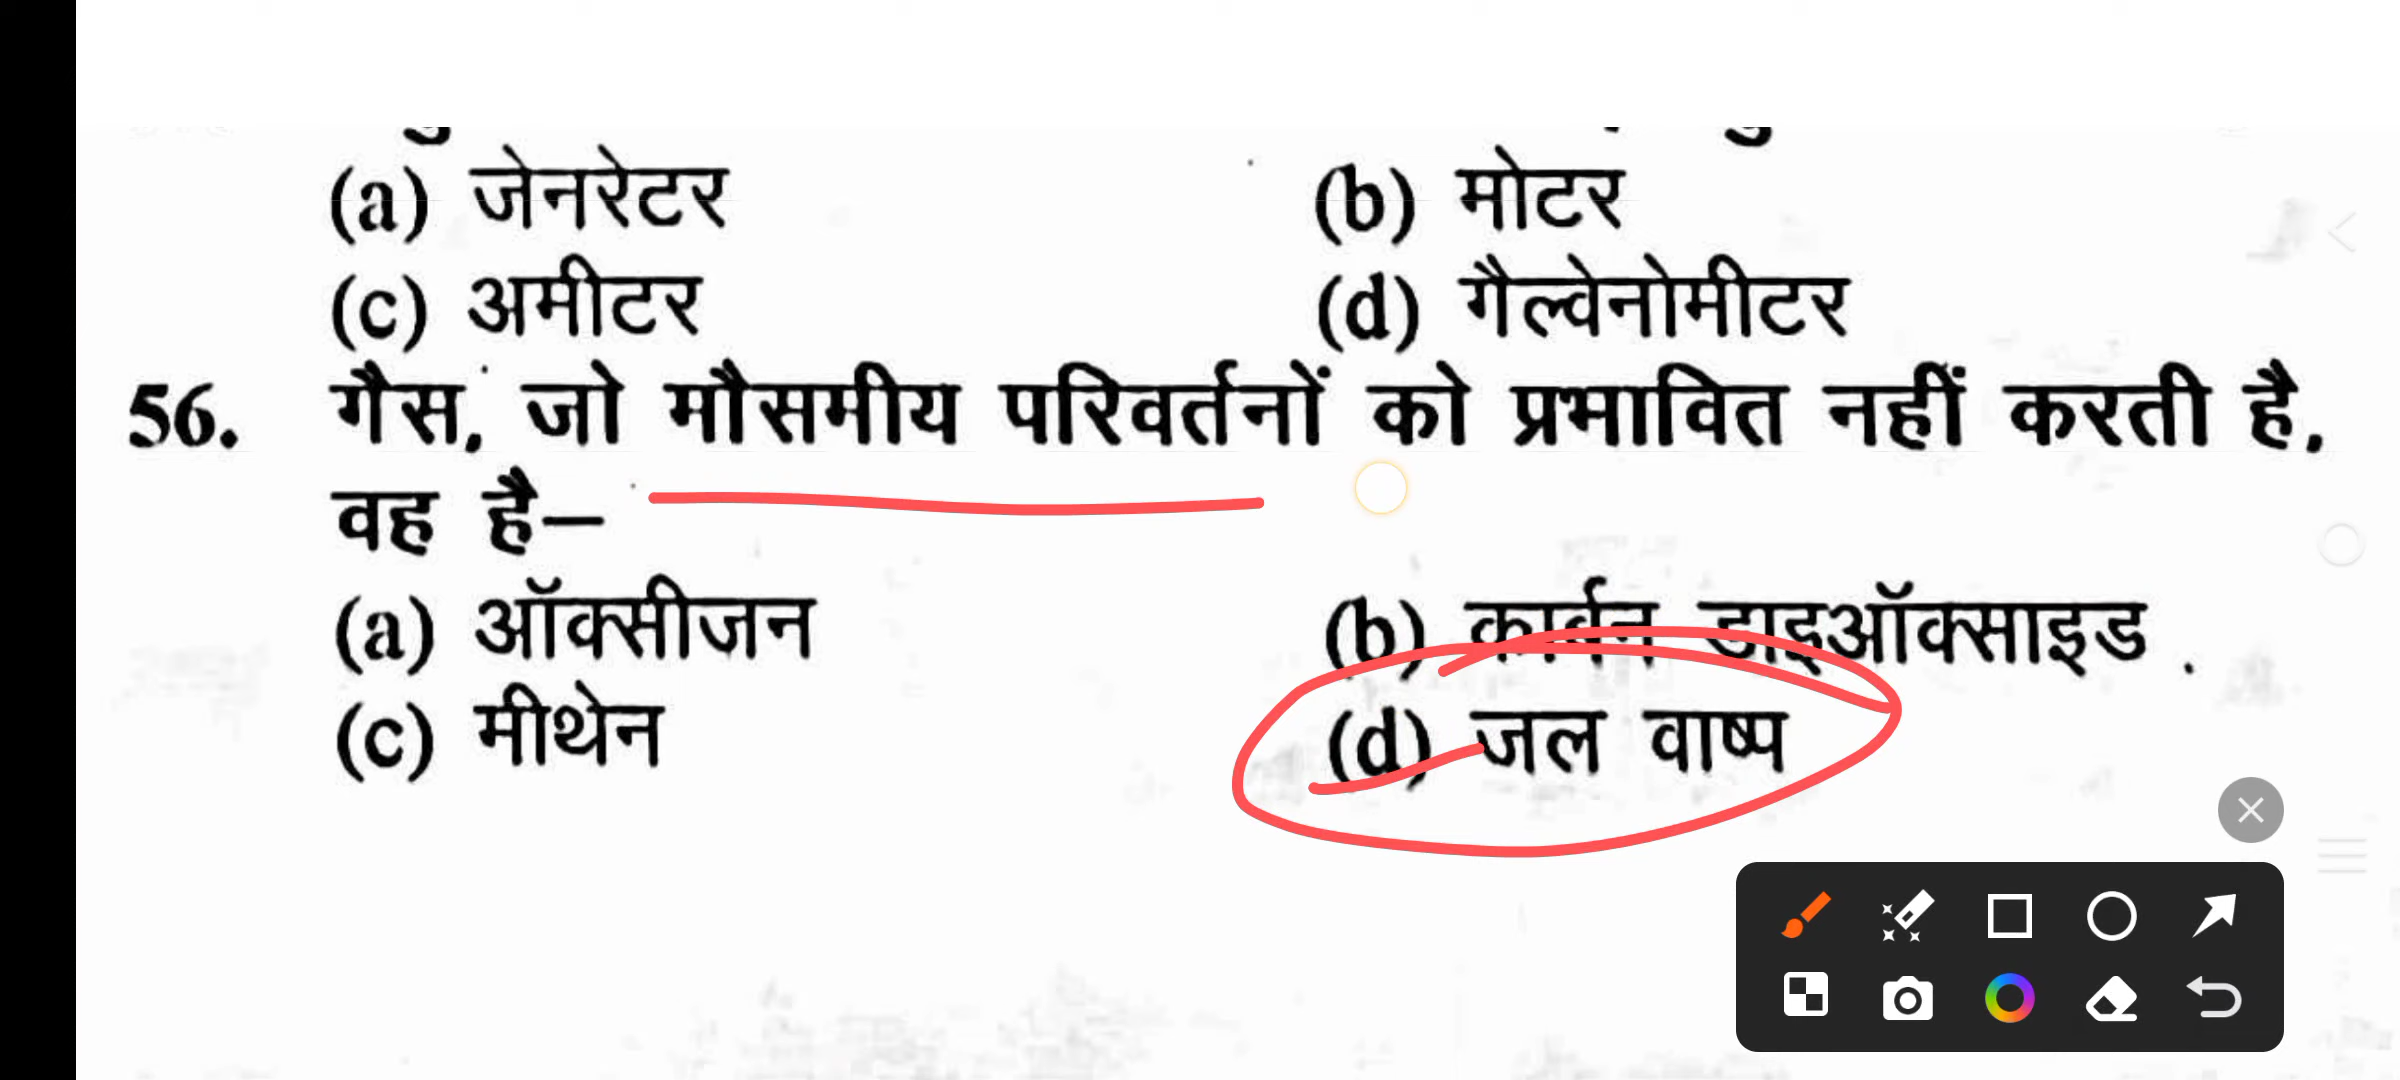 (a) जेनरेटर (b) मोटर
(c) अमीटर (d) गैल्वेनोमीटर
56. गैस, जो मौसमीय परिवर्तनों को प्रभावित नहीं करती है,
वह है–
(a) ऑक्सीजन (b) कार्बन डाइऑक्साइड
(c) मीथेन (d) जल वाष्प